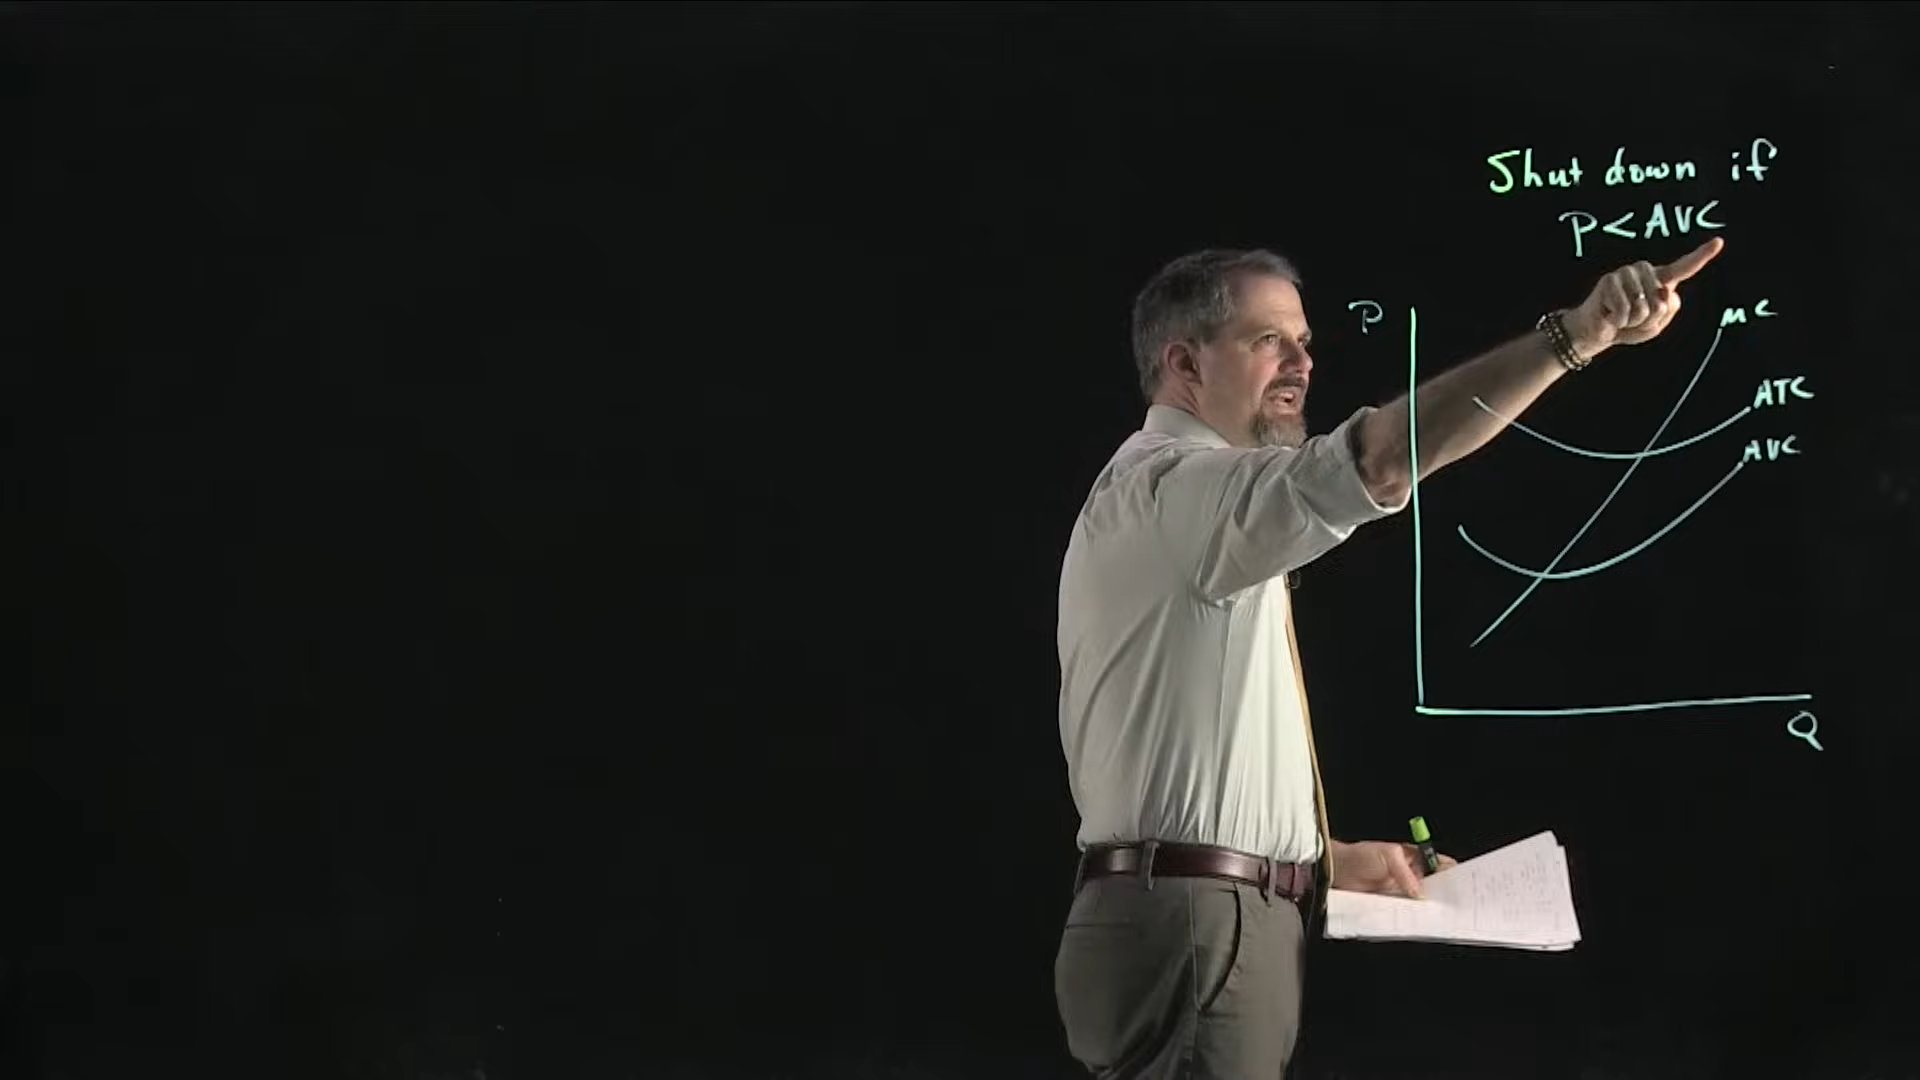 Shut down if
P<AVC
P
MC
ATC
AVC
Q